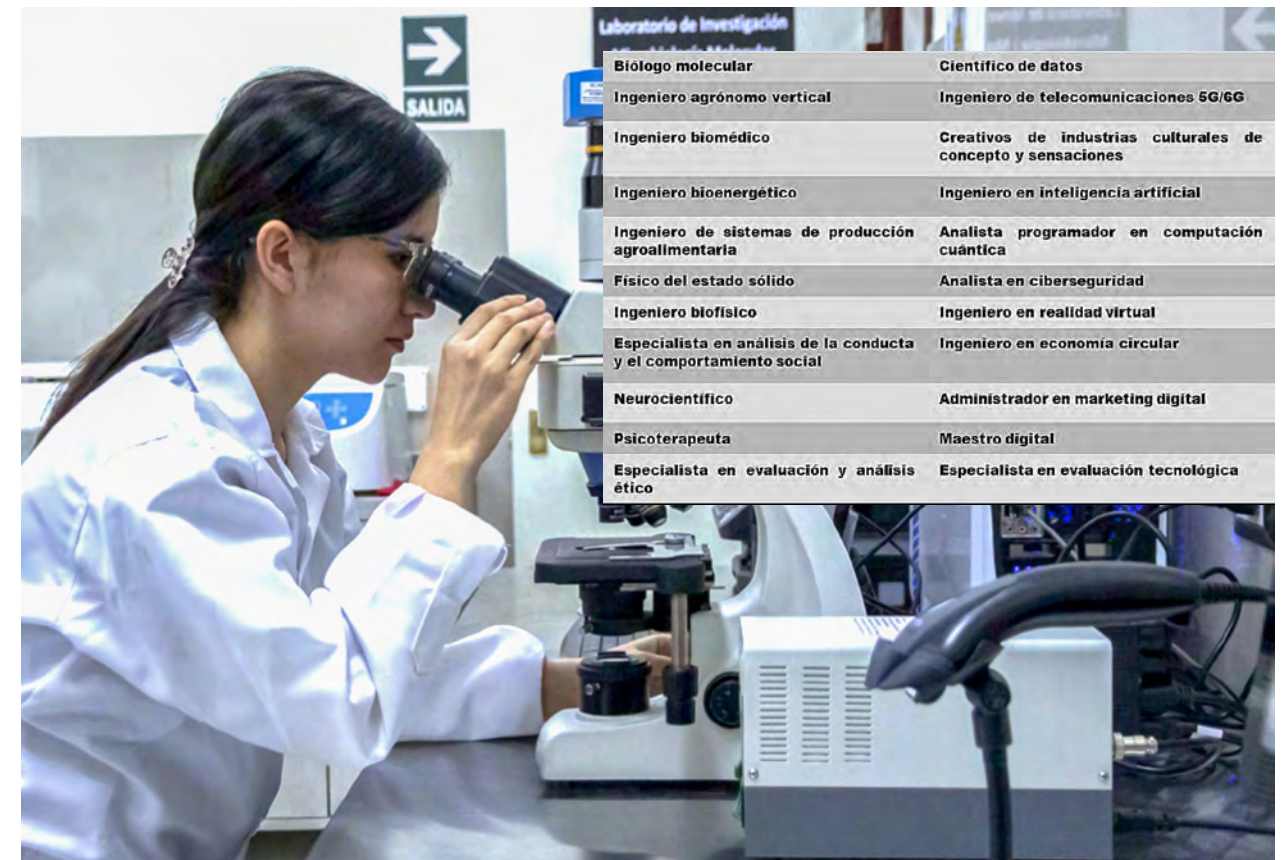 SALIDA
Laboratorio de Investigación
Microbiología Molecular
Biólogo molecular
Científico de datos
Ingeniero agrónomo vertical
Ingeniero de telecomunicaciones 5G/6G
Ingeniero biomédico
Creativos de industrias culturales de
concepto y sensaciones
Ingeniero bioenergético
Ingeniero en inteligencia artificial
Ingeniero de sistemas de producción
agroalimentaria
Analista programador en computación
cuántica
Físico del estado sólido
Analista en ciberseguridad
Ingeniero biofísico
Ingeniero en realidad virtual
Especialista en análisis de la conducta
y el comportamiento social
Ingeniero en economía circular
Neurocientífico
Administrador en marketing digital
Psicoterapeuta
Maestro digital
Especialista en evaluación y análisis
ético
Especialista en evaluación tecnológica